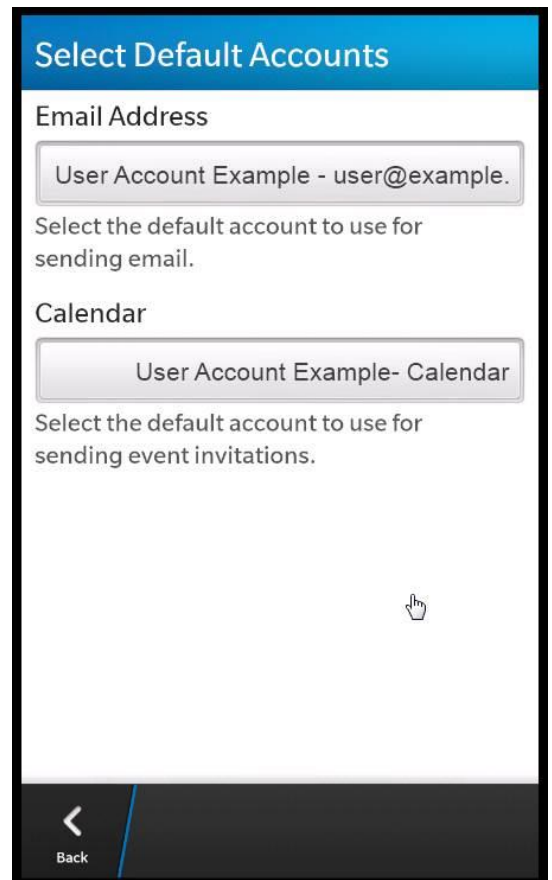 Select Default Accounts
Email Address
User Account Example - user@example.
Select the default account to use for
sending email.
Calendar
User Account Example- Calendar
Select the default account to use for
sending event invitations.
Back